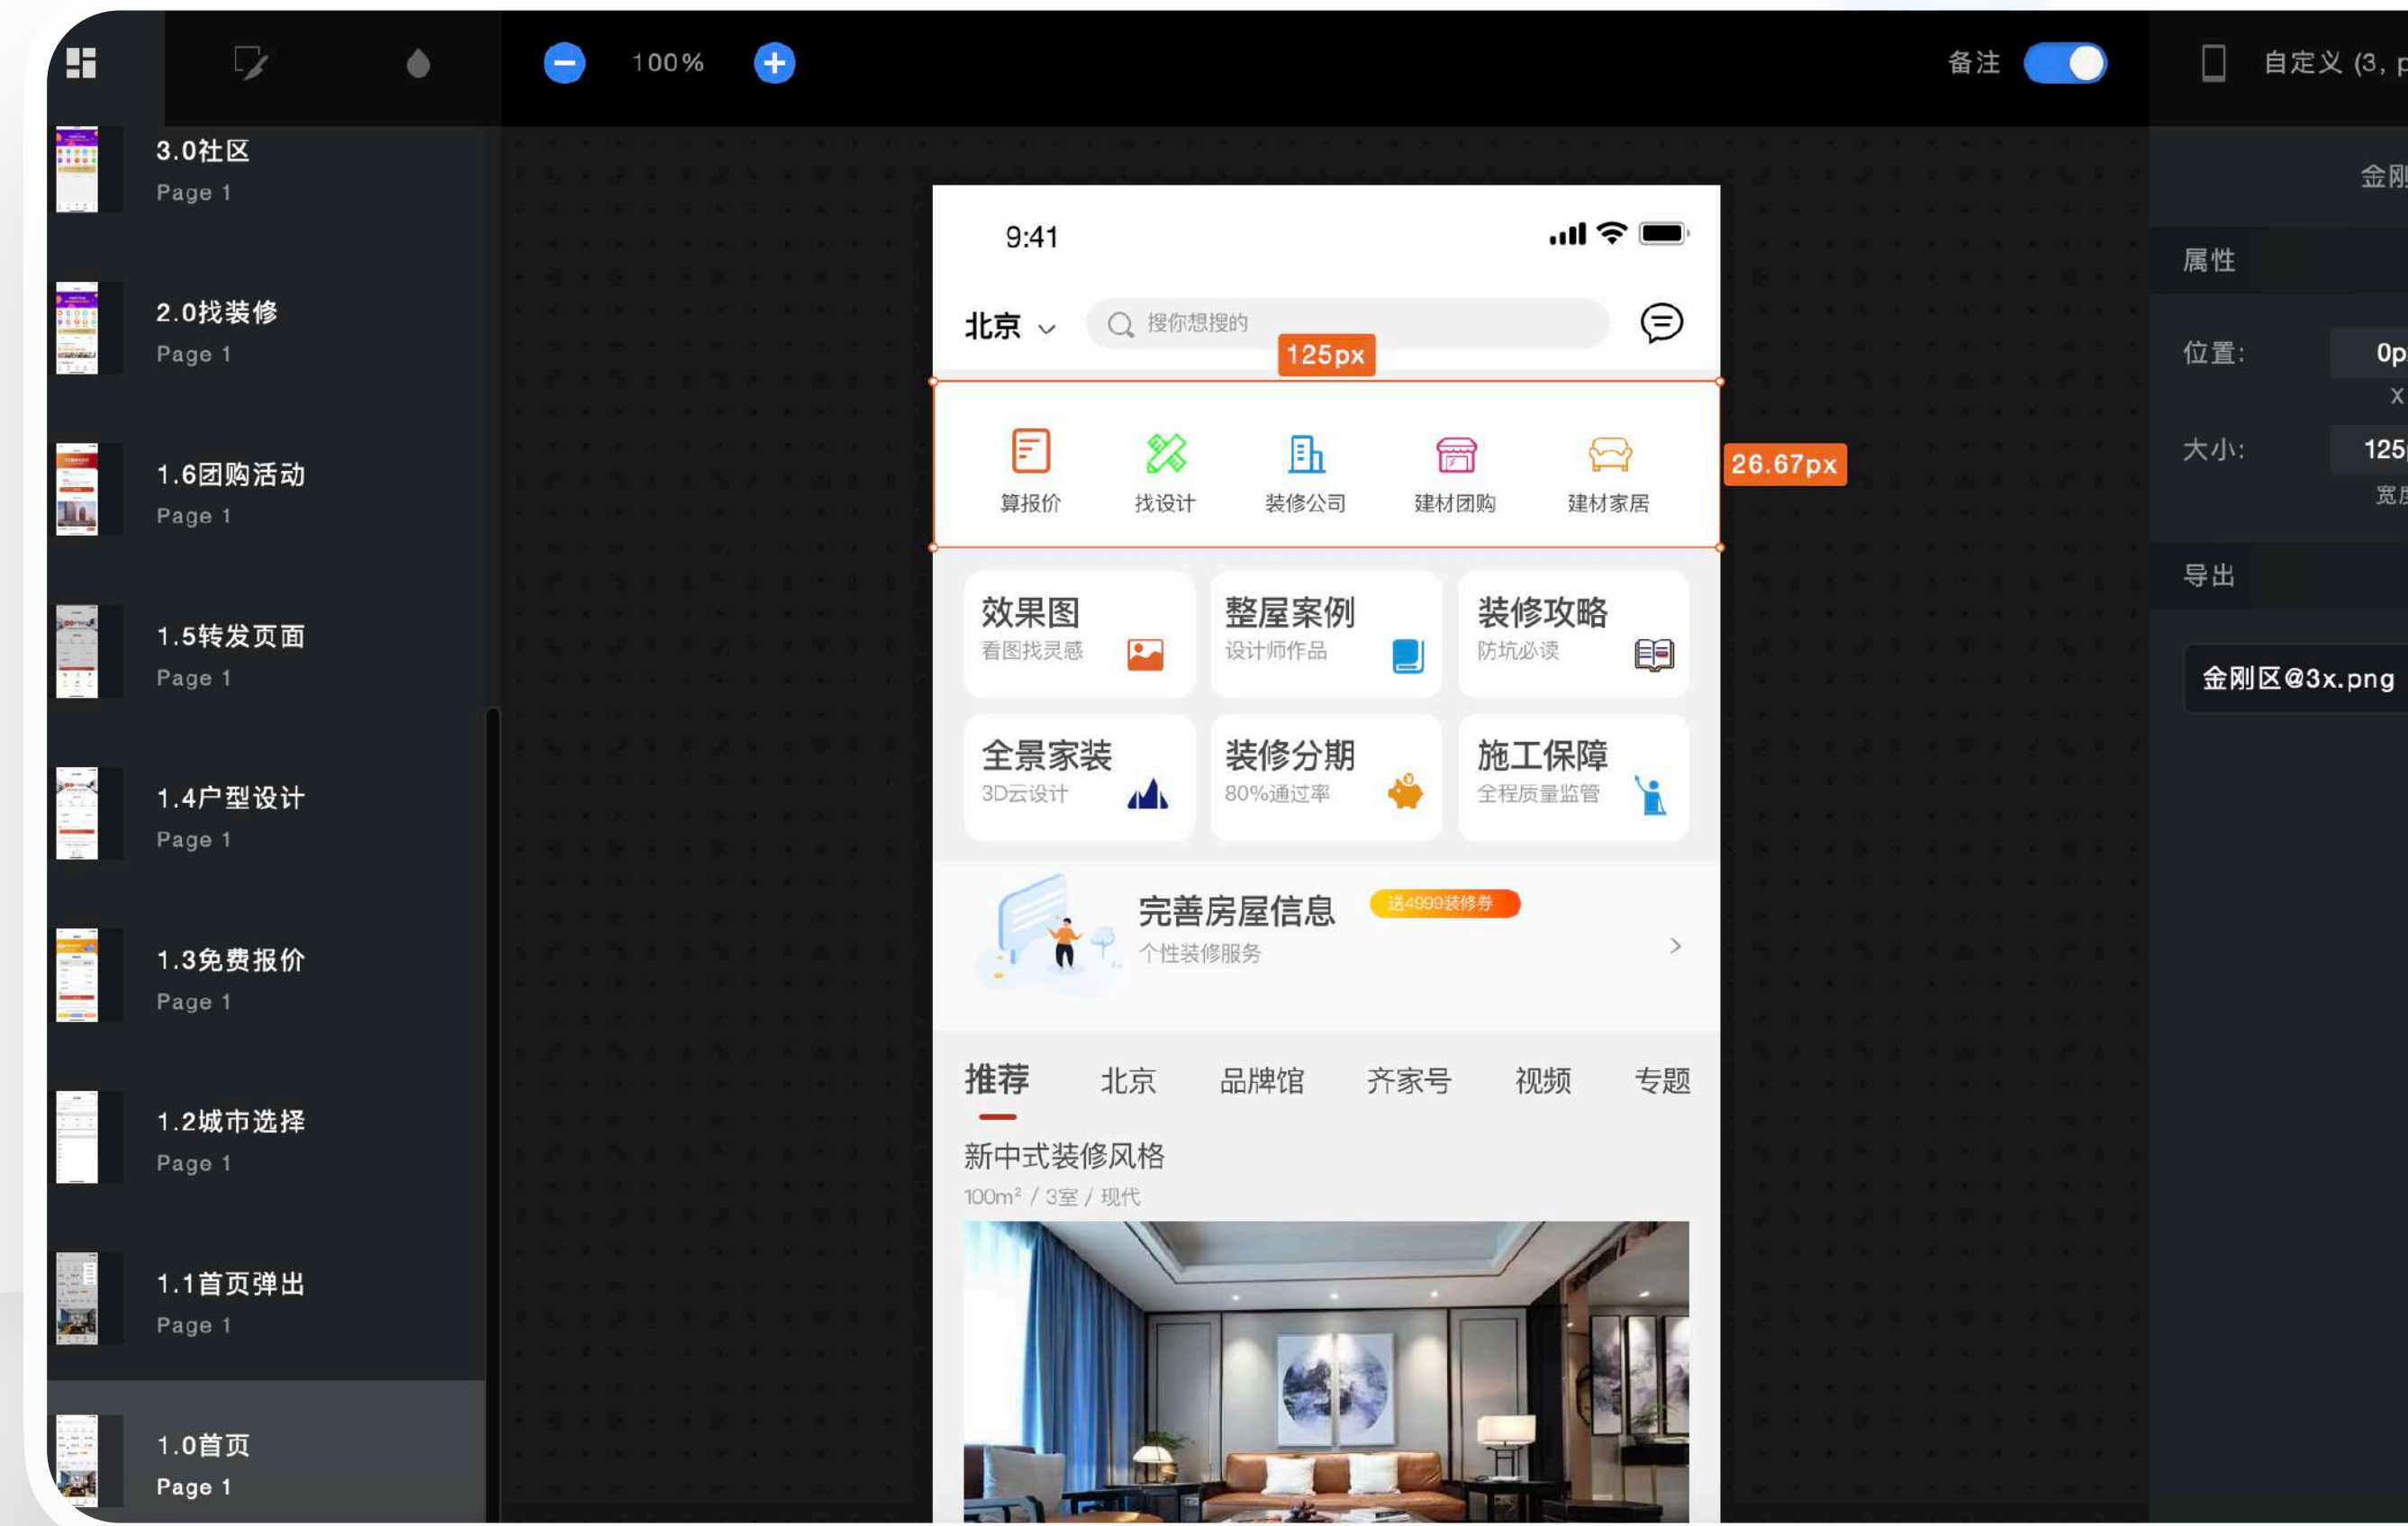 100%
备注
自定义 (3, p
3.0社区
Page 1
2.0找装修
Page 1
1.6团购活动
Page 1
1.5转发页面
Page 1
1.4户型设计
Page 1
1.3免费报价
Page 1
1.2城市选择
Page 1
1.1首页弹出
Page 1
1.0首页
Page 1
9:41
北京
搜你想搜的
125px
26.67px
算报价 找设计 装修公司 建材团购 建材家居
效果图 整屋案例 装修攻略
看图找灵感 设计师作品 防坑必读
全景家装 装修分期 施工保障
3D云设计 80%通过率 全程质量监管
完善房屋信息 送4999装修券
个性装修服务
推荐 北京 品牌馆 齐家号 视频 专题
新中式装修风格
100m² / 3室 / 现代
金刚
属性
位置: 0p
X
大小: 125
宽度
导出
金刚区@3x.png